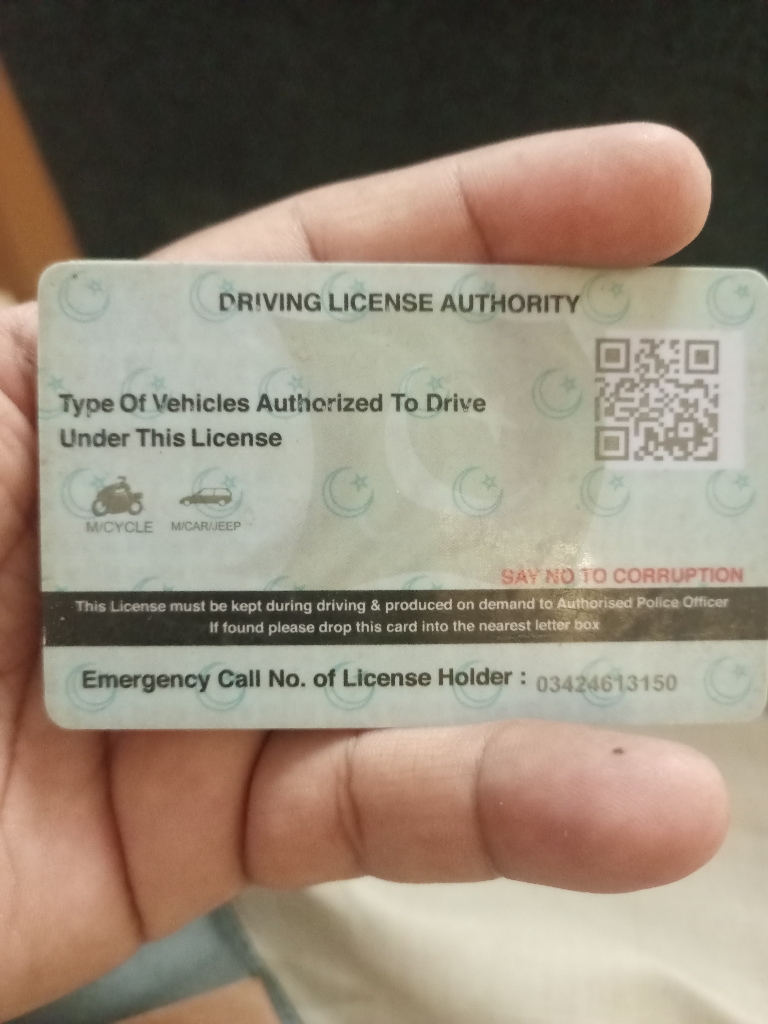 DRIVING LICENSE AUTHORITY
Type Of Vehicles Authorized To Drive
Under This License
M/CYCLE M/CAR/JEEP
SAY NO TO CORRUPTION
This License must be kept during driving & produced on demand to Authorised Police Officer
If found please drop this card into the nearest letter box
Emergency Call No. of License Holder : 03424613150